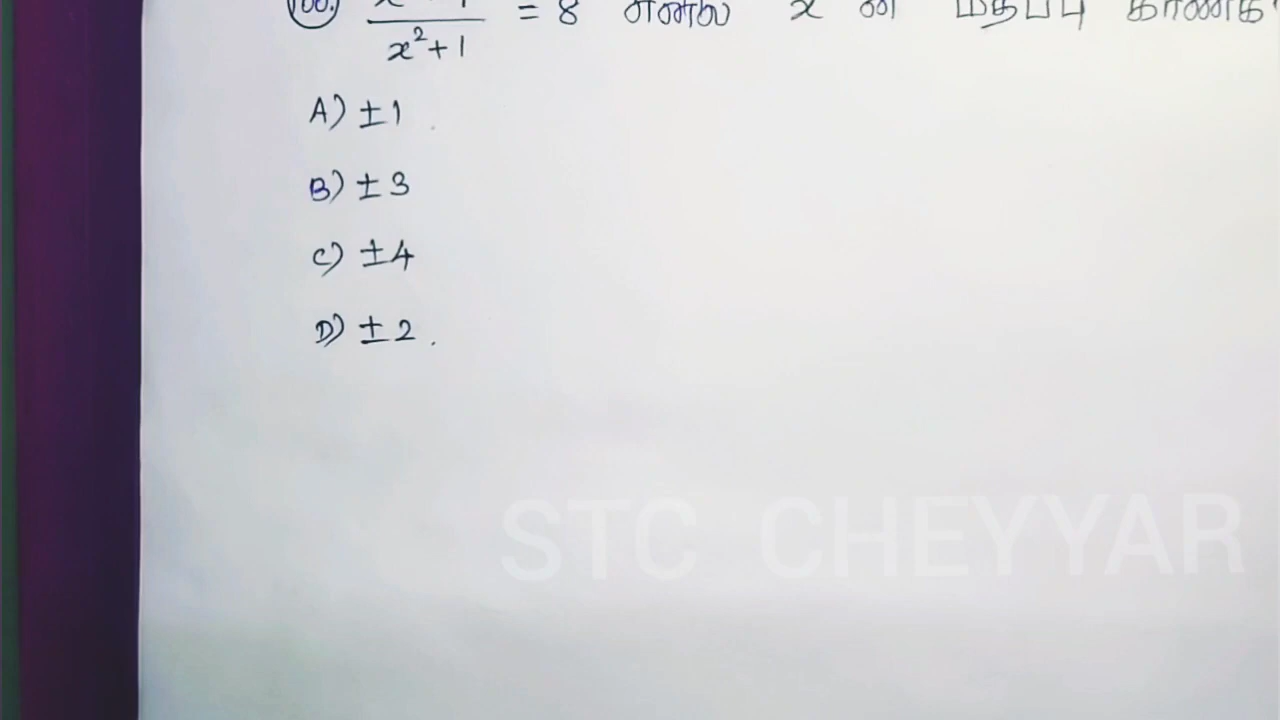 x²+1 = 8 எனில் x ன் மதிப்பு காண்க
A) ±1
B) ±3
C) ±4
D) ±2.
STC CHEYYAR